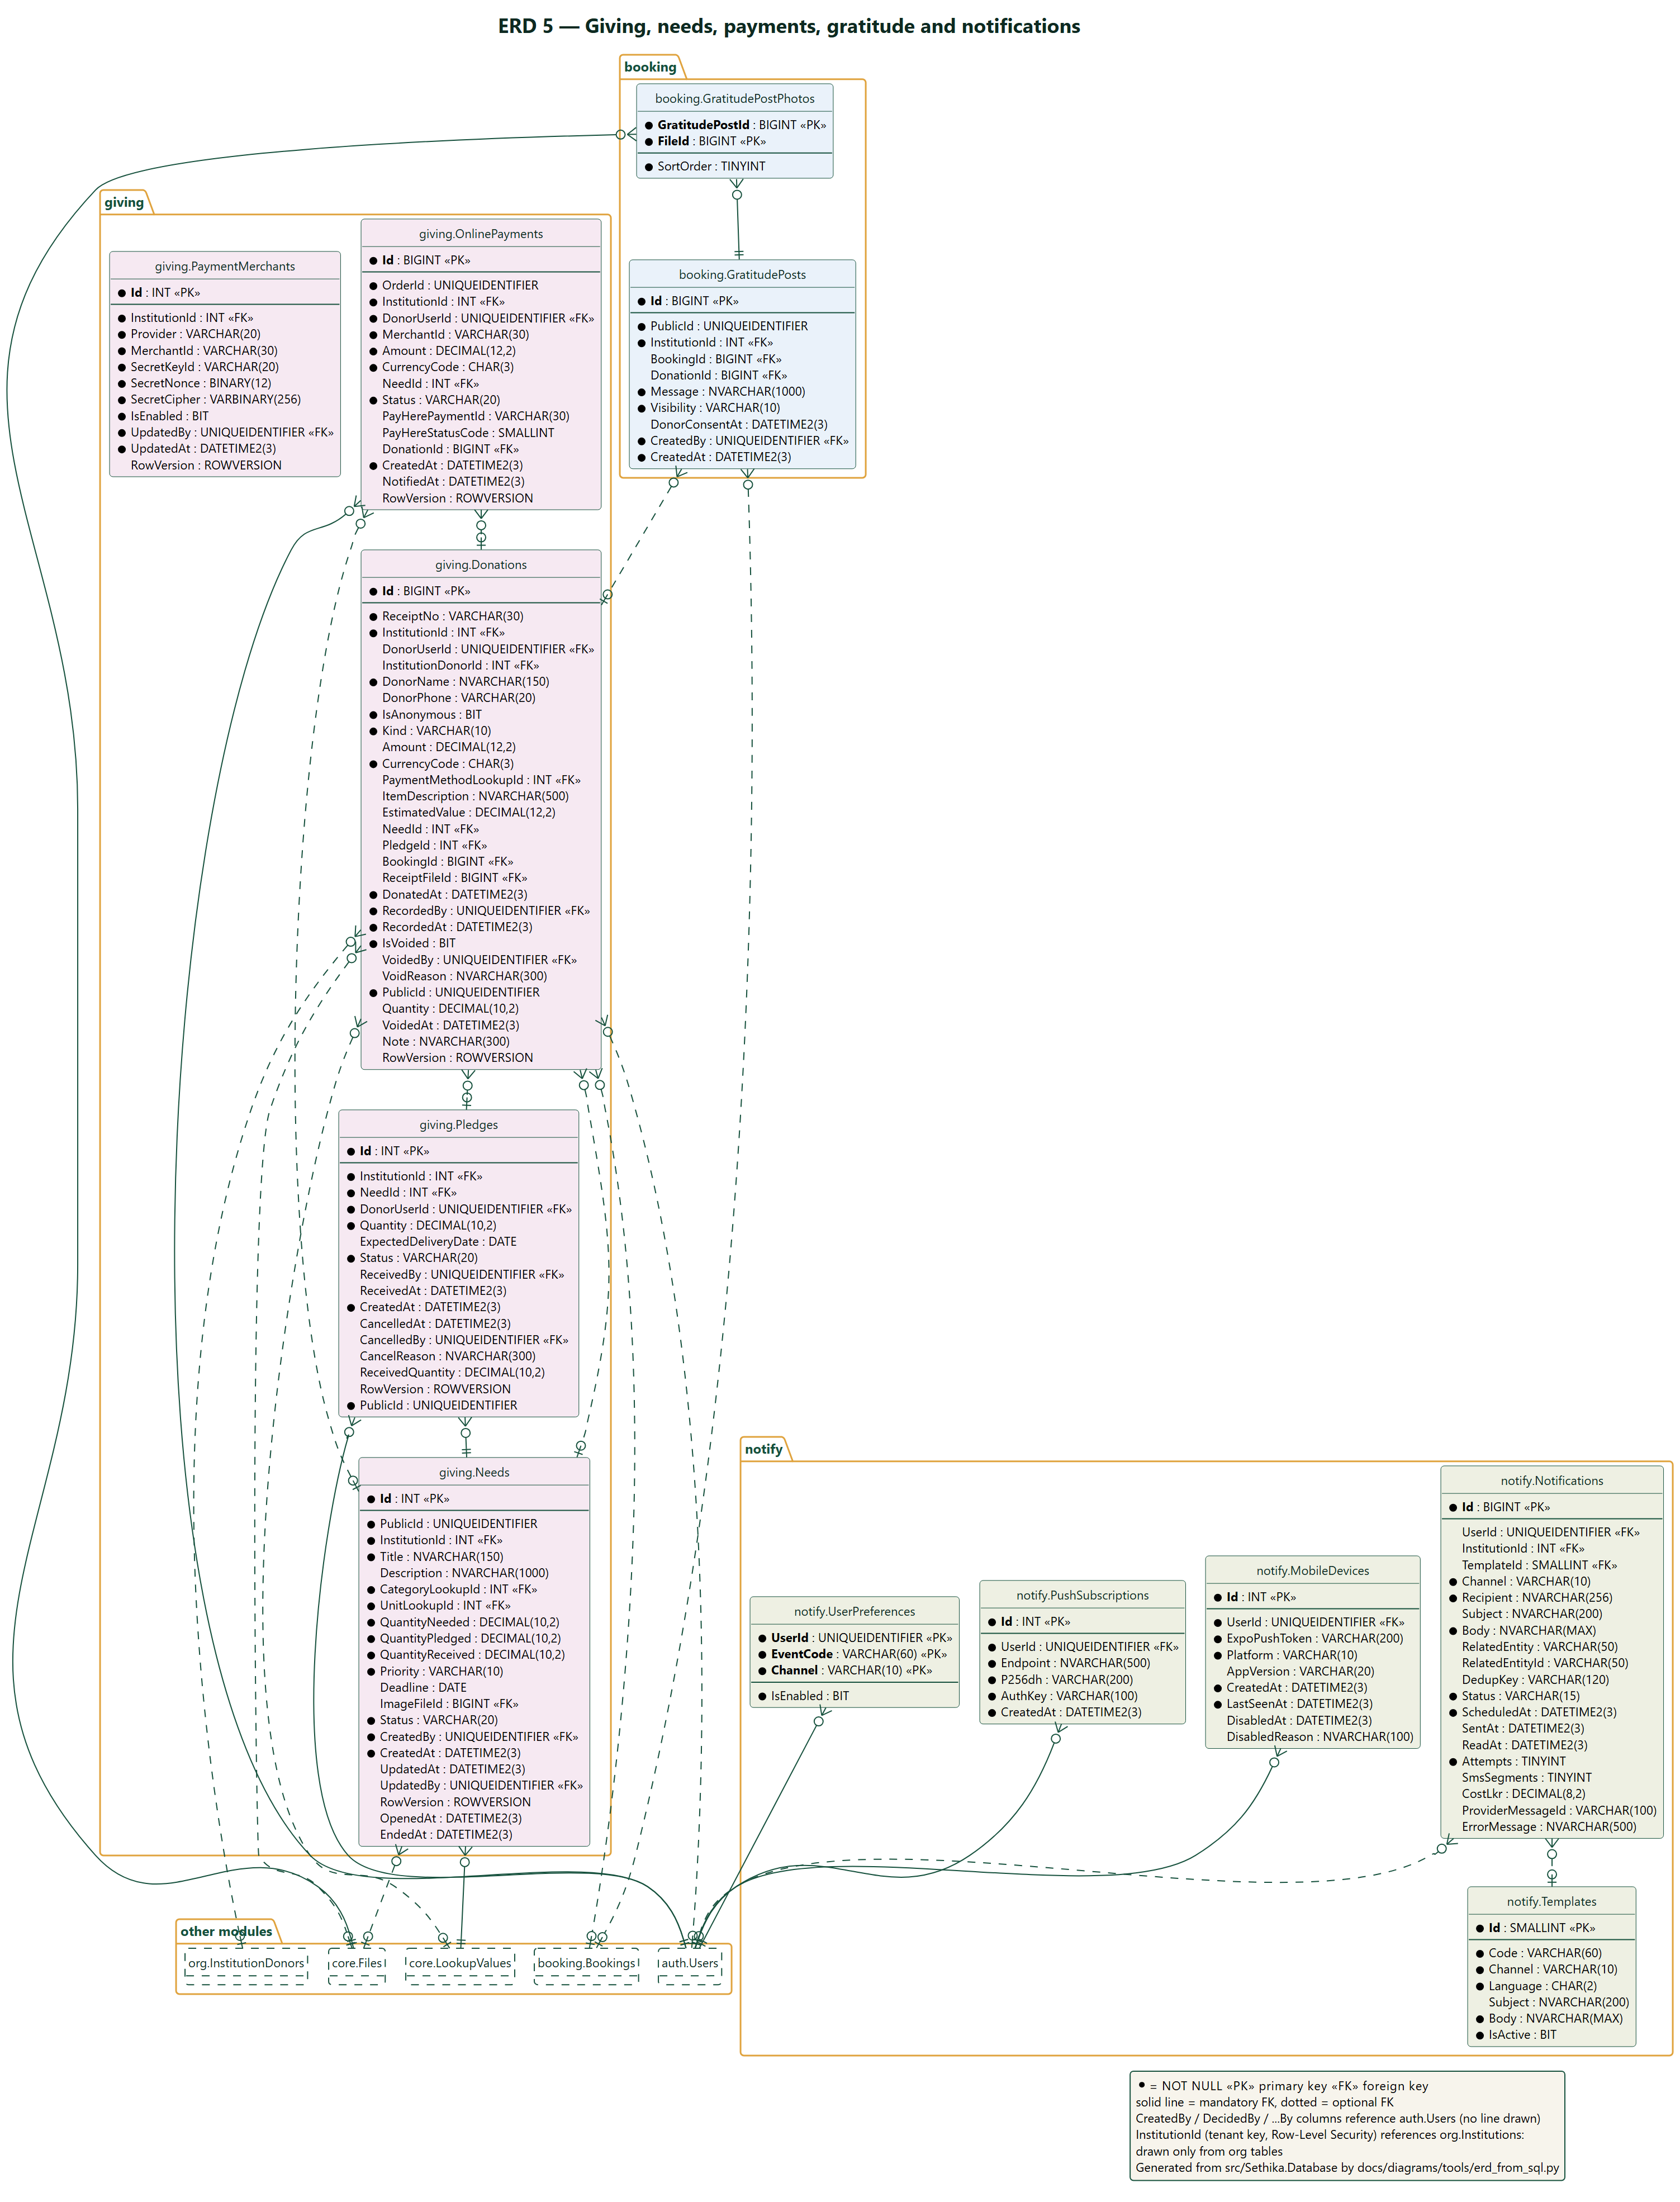 ERD 5 — Giving, needs, payments, gratitude and notifications
booking
booking.GratitudePostPhotos
● GratitudePostId : BIGINT «PK»
● FileId : BIGINT «PK»
● SortOrder : TINYINT
booking.GratitudePosts
● Id : BIGINT «PK»
● PublicId : UNIQUEIDENTIFIER
● InstitutionId : INT «FK»
BookingId : BIGINT «FK»
DonationId : BIGINT «FK»
● Message : NVARCHAR(1000)
● Visibility : VARCHAR(10)
DonorConsentAt : DATETIME2(3)
● CreatedBy : UNIQUEIDENTIFIER «FK»
● CreatedAt : DATETIME2(3)
giving
giving.PaymentMerchants
● Id : INT «PK»
● InstitutionId : INT «FK»
● Provider : VARCHAR(20)
● MerchantId : VARCHAR(30)
● SecretKeyId : VARCHAR(20)
● SecretNonce : BINARY(12)
● SecretCipher : VARBINARY(256)
● IsEnabled : BIT
● UpdatedBy : UNIQUEIDENTIFIER «FK»
● UpdatedAt : DATETIME2(3)
RowVersion : ROWVERSION
giving.OnlinePayments
● Id : BIGINT «PK»
● OrderId : UNIQUEIDENTIFIER
● InstitutionId : INT «FK»
● DonorUserId : UNIQUEIDENTIFIER «FK»
● MerchantId : VARCHAR(30)
● Amount : DECIMAL(12,2)
● CurrencyCode : CHAR(3)
NeedId : INT «FK»
● Status : VARCHAR(20)
PayHerePaymentId : VARCHAR(30)
PayHereStatusCode : SMALLINT
DonationId : BIGINT «FK»
● CreatedAt : DATETIME2(3)
NotifiedAt : DATETIME2(3)
RowVersion : ROWVERSION
giving.Donations
● Id : BIGINT «PK»
● ReceiptNo : VARCHAR(30)
● InstitutionId : INT «FK»
DonorUserId : UNIQUEIDENTIFIER «FK»
InstitutionDonorId : INT «FK»
● DonorName : NVARCHAR(150)
DonorPhone : VARCHAR(20)
● IsAnonymous : BIT
● Kind : VARCHAR(10)
Amount : DECIMAL(12,2)
● CurrencyCode : CHAR(3)
PaymentMethodLookupId : INT «FK»
ItemDescription : NVARCHAR(500)
EstimatedValue : DECIMAL(12,2)
NeedId : INT «FK»
PledgeId : INT «FK»
BookingId : BIGINT «FK»
ReceiptFileId : BIGINT «FK»
● DonatedAt : DATETIME2(3)
● RecordedBy : UNIQUEIDENTIFIER «FK»
● RecordedAt : DATETIME2(3)
● IsVoided : BIT
VoidedBy : UNIQUEIDENTIFIER «FK»
VoidReason : NVARCHAR(300)
● PublicId : UNIQUEIDENTIFIER
Quantity : DECIMAL(10,2)
VoidedAt : DATETIME2(3)
Note : NVARCHAR(300)
RowVersion : ROWVERSION
giving.Pledges
● Id : INT «PK»
● InstitutionId : INT «FK»
● NeedId : INT «FK»
● DonorUserId : UNIQUEIDENTIFIER «FK»
● Quantity : DECIMAL(10,2)
ExpectedDeliveryDate : DATE
● Status : VARCHAR(20)
ReceivedBy : UNIQUEIDENTIFIER «FK»
ReceivedAt : DATETIME2(3)
● CreatedAt : DATETIME2(3)
CancelledAt : DATETIME2(3)
CancelledBy : UNIQUEIDENTIFIER «FK»
CancelReason : NVARCHAR(300)
ReceivedQuantity : DECIMAL(10,2)
RowVersion : ROWVERSION
● PublicId : UNIQUEIDENTIFIER
giving.Needs
● Id : INT «PK»
● PublicId : UNIQUEIDENTIFIER
● InstitutionId : INT «FK»
● Title : NVARCHAR(150)
Description : NVARCHAR(1000)
● CategoryLookupId : INT «FK»
● UnitLookupId : INT «FK»
● QuantityNeeded : DECIMAL(10,2)
● QuantityPledged : DECIMAL(10,2)
● QuantityReceived : DECIMAL(10,2)
● Priority : VARCHAR(10)
Deadline : DATE
ImageFileId : BIGINT «FK»
● Status : VARCHAR(20)
● CreatedBy : UNIQUEIDENTIFIER «FK»
● CreatedAt : DATETIME2(3)
UpdatedAt : DATETIME2(3)
UpdatedBy : UNIQUEIDENTIFIER «FK»
RowVersion : ROWVERSION
OpenedAt : DATETIME2(3)
EndedAt : DATETIME2(3)
notify
notify.UserPreferences
● UserId : UNIQUEIDENTIFIER «PK»
● EventCode : VARCHAR(60) «PK»
● Channel : VARCHAR(10) «PK»
● IsEnabled : BIT
notify.PushSubscriptions
● Id : INT «PK»
● UserId : UNIQUEIDENTIFIER «FK»
● Endpoint : NVARCHAR(500)
● P256dh : VARCHAR(200)
● AuthKey : VARCHAR(100)
● CreatedAt : DATETIME2(3)
notify.MobileDevices
● Id : INT «PK»
● UserId : UNIQUEIDENTIFIER «FK»
● ExpoPushToken : VARCHAR(200)
● Platform : VARCHAR(10)
AppVersion : VARCHAR(20)
● CreatedAt : DATETIME2(3)
● LastSeenAt : DATETIME2(3)
DisabledAt : DATETIME2(3)
DisabledReason : NVARCHAR(100)
notify.Notifications
● Id : BIGINT «PK»
UserId : UNIQUEIDENTIFIER «FK»
InstitutionId : INT «FK»
TemplateId : SMALLINT «FK»
● Channel : VARCHAR(10)
● Recipient : NVARCHAR(256)
Subject : NVARCHAR(200)
● Body : NVARCHAR(MAX)
RelatedEntity : VARCHAR(50)
RelatedEntityId : VARCHAR(50)
DedupKey : VARCHAR(120)
● Status : VARCHAR(15)
● ScheduledAt : DATETIME2(3)
SentAt : DATETIME2(3)
ReadAt : DATETIME2(3)
● Attempts : TINYINT
SmsSegments : TINYINT
CostLkr : DECIMAL(8,2)
ProviderMessageId : VARCHAR(100)
ErrorMessage : NVARCHAR(500)
notify.Templates
● Id : SMALLINT «PK»
● Code : VARCHAR(60)
● Channel : VARCHAR(10)
● Language : CHAR(2)
Subject : NVARCHAR(200)
● Body : NVARCHAR(MAX)
● IsActive : BIT
other modules
org.InstitutionDonors
core.Files
core.LookupValues
booking.Bookings
auth.Users
• = NOT NULL «PK» primary key «FK» foreign key
solid line = mandatory FK, dotted = optional FK
CreatedBy / DecidedBy / ...By columns reference auth.Users (no line drawn)
InstitutionId (tenant key, Row-Level Security) references org.Institutions:
drawn only from org tables
Generated from src/Sethika.Database by docs/diagrams/tools/erd_from_sql.py